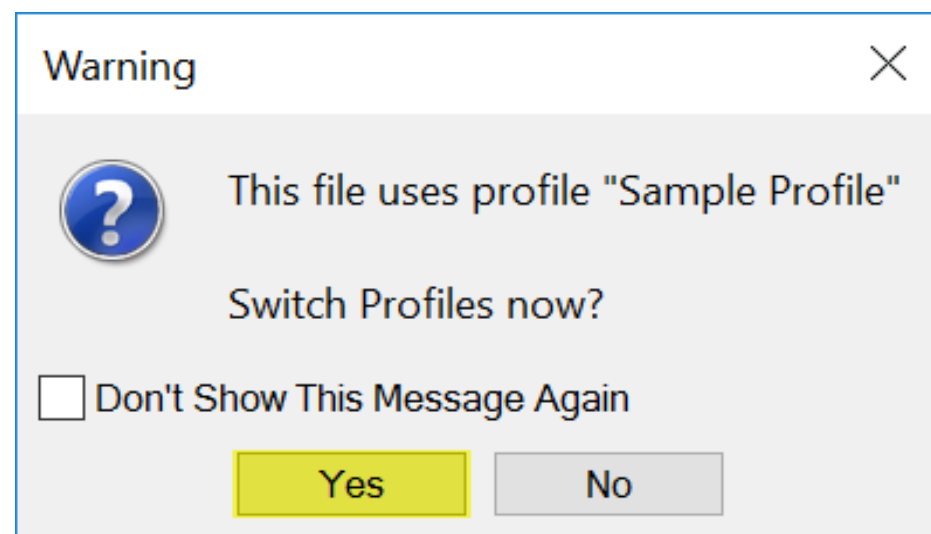 Warning
This file uses profile "Sample Profile"
Switch Profiles now?
Don't Show This Message Again
Yes
No